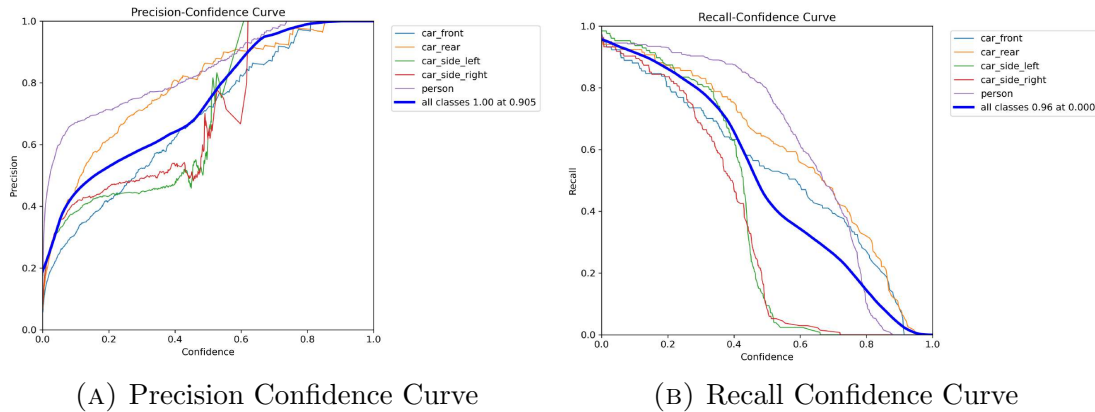 Precision-Confidence Curve
1.0
0.8
0.6
0.4
0.2
0.0
Precision
0.0 0.2 0.4 0.6 0.8 1.0
Confidence
car_front
car_rear
car_side_left
car_side_right
person
all classes 1.00 at 0.905
(A) Precision Confidence Curve
Recall-Confidence Curve
1.0
0.8
0.6
0.4
0.2
0.0
Recall
0.0 0.2 0.4 0.6 0.8 1.0
Confidence
car_front
car_rear
car_side_left
car_side_right
person
all classes 0.96 at 0.000
(B) Recall Confidence Curve